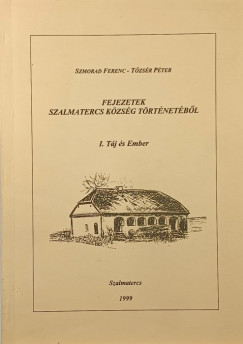 SZMORAD FERENC - TŐZSÉR PÉTER
FEJEZETEK
SZALMATERCS KÖZSÉG TÖRTÉNETÉBŐL
I. Táj és Ember
Szalmatercs
1999